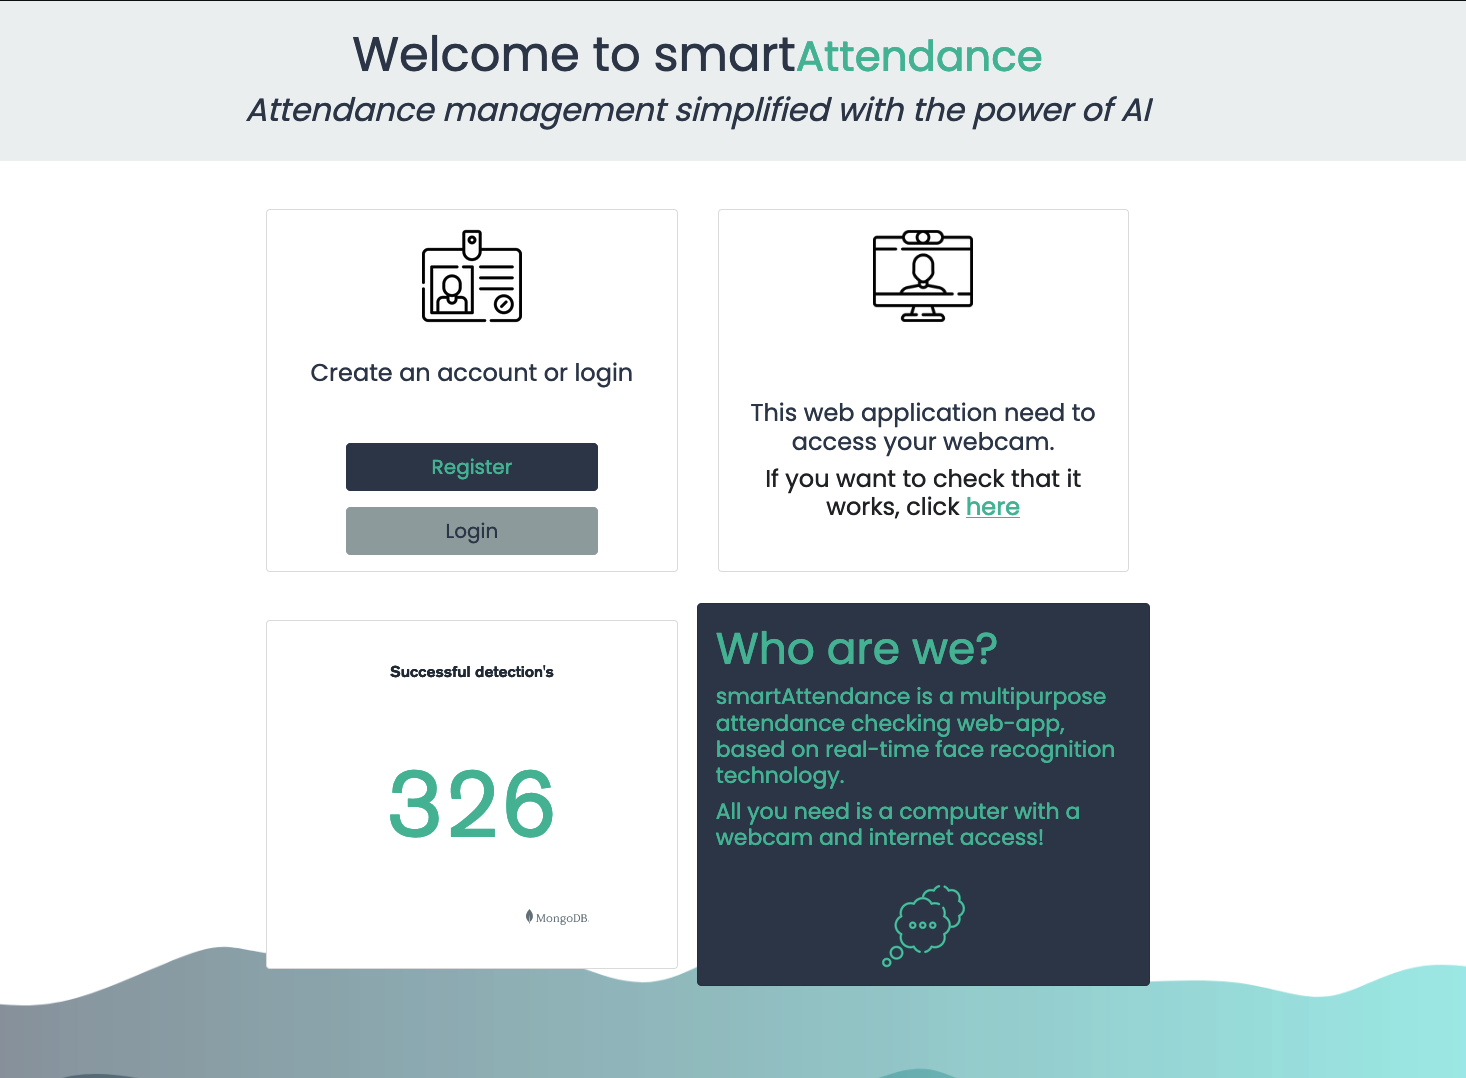 Welcome to smartAttendance
Attendance management simplified with the power of AI
Create an account or login
Register
Login
This web application need to
access your webcam.
If you want to check that it
works, click here
Successful detection's
326
MongoDB.
Who are we?
smartAttendance is a multipurpose
attendance checking web-app,
based on real-time face recognition
technology.
All you need is a computer with a
webcam and internet access!